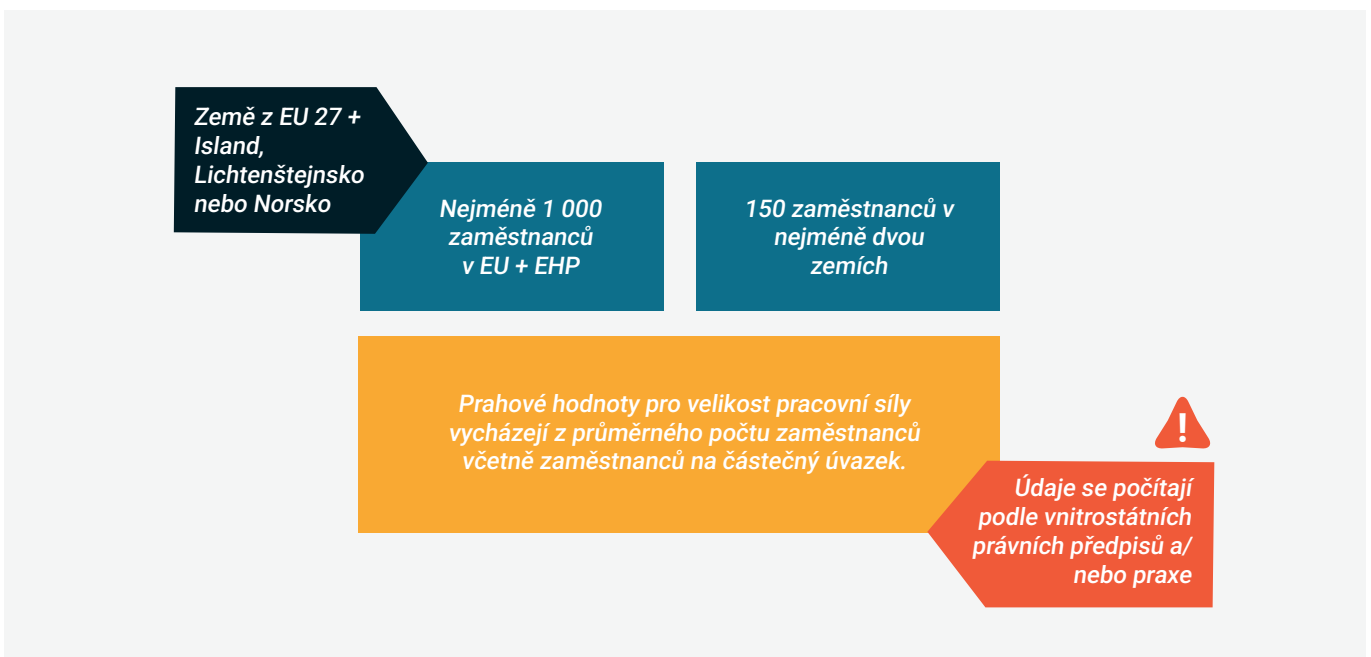 Země z EU 27 +
Island,
Lichtenštejnsko
nebo Norsko
Nejméně 1 000
zaměstnanců
v EU + EHP
150 zaměstnanců v
nejméně dvou
zemích
Prahové hodnoty pro velikost pracovní síly
vycházejí z průměrného počtu zaměstnanců
včetně zaměstnanců na částečný úvazek.
!
Údaje se počítají
podle vnitrostátních
právních předpisů a/
nebo praxe